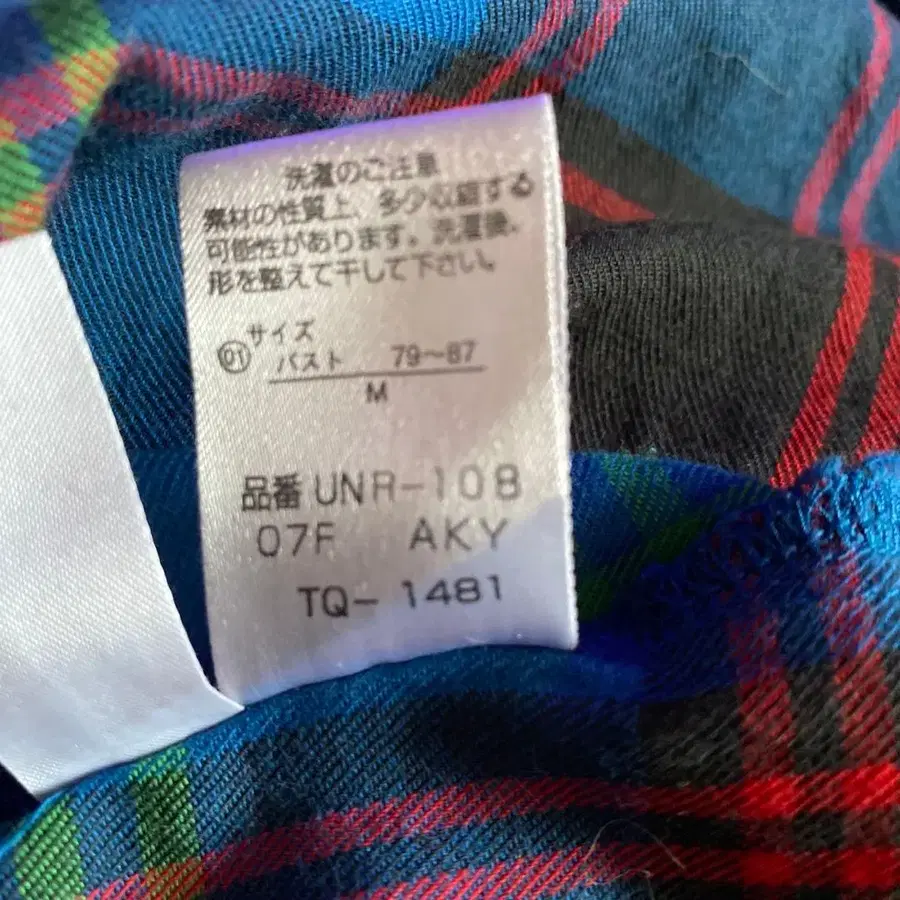 洗濯のご注意
素材の性質上、多少収縮する
可能性があります。洗濯後、
形を整えて干して下さい。
サイズ
01 バスト 79〜87
M
品番 UNR-108
07F AKY
TQ- 1481